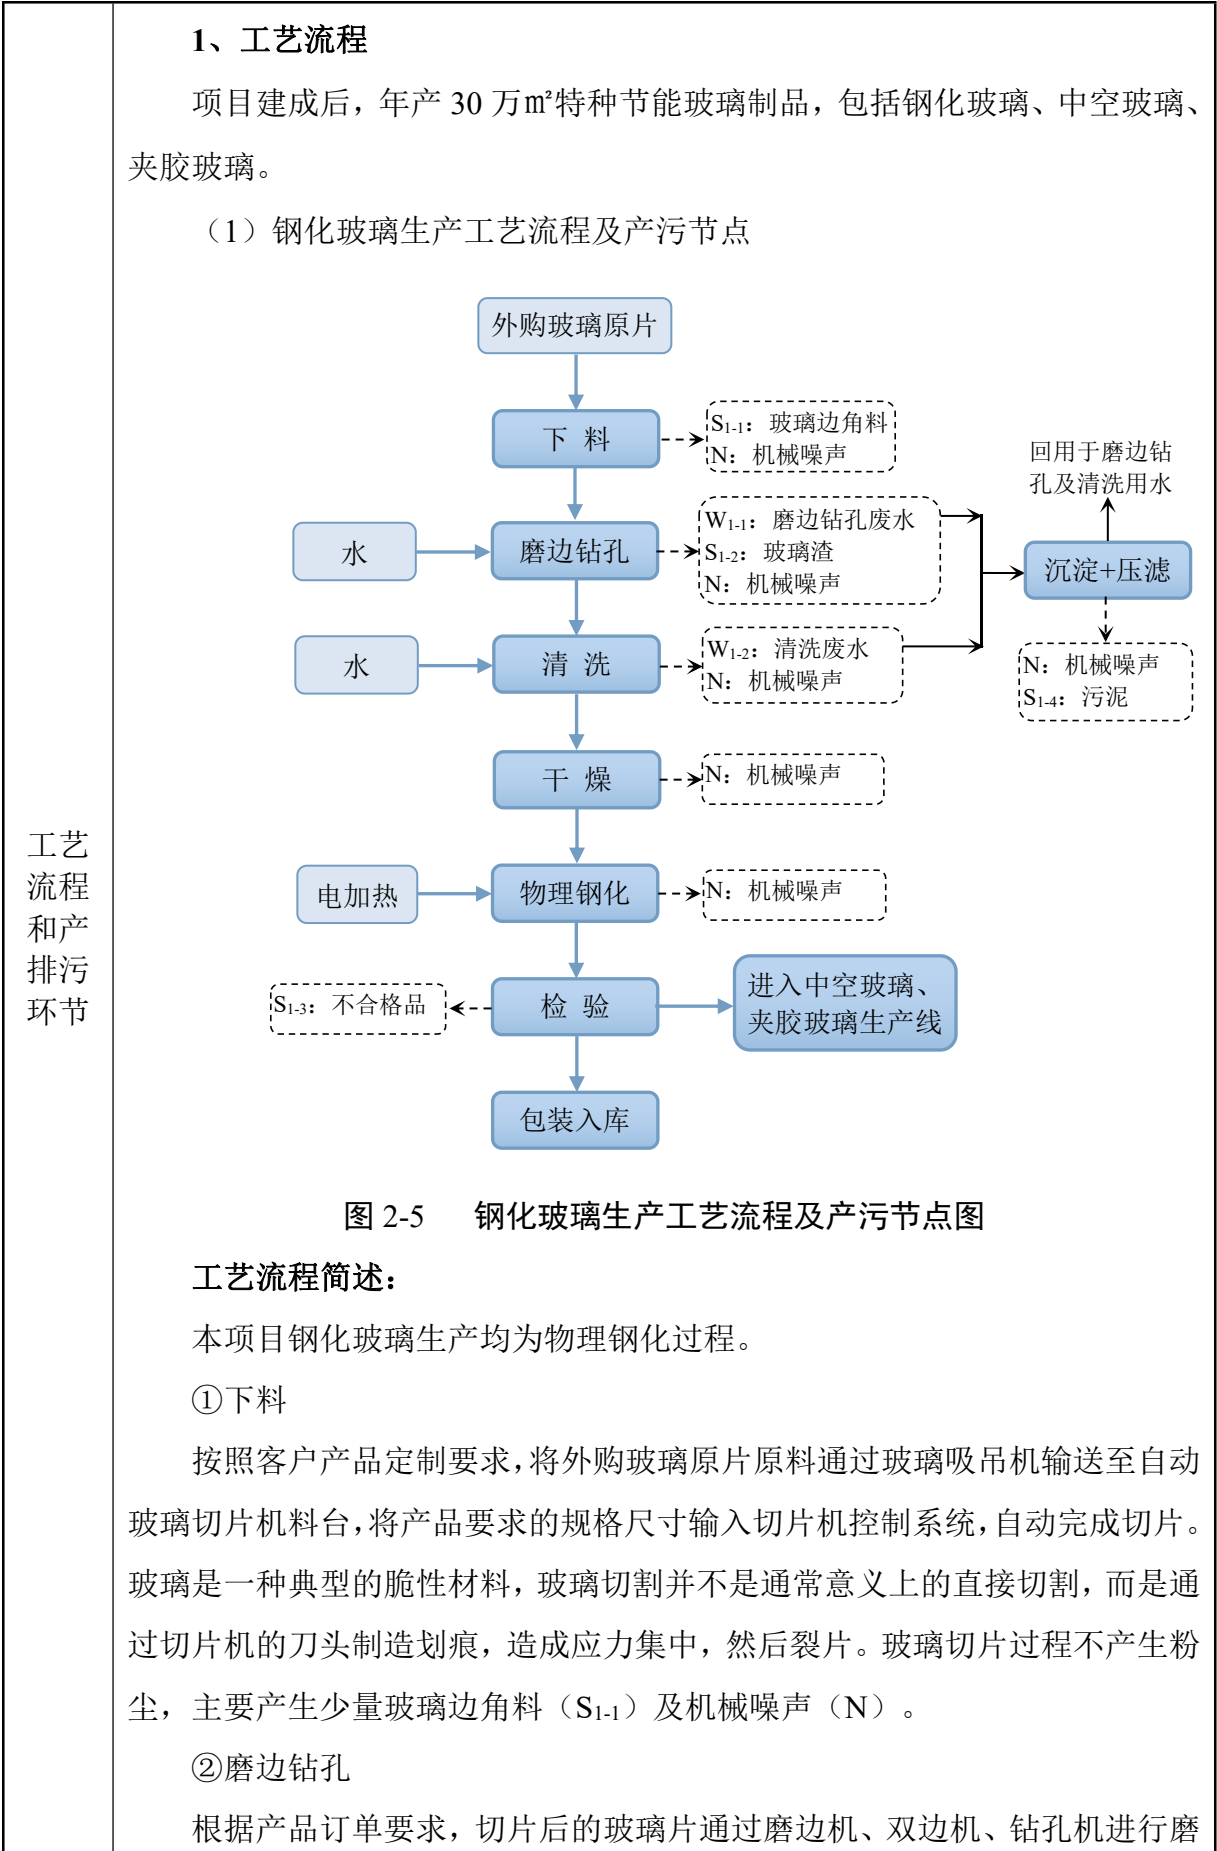 1、工艺流程
项目建成后，年产 30 万㎡特种节能玻璃制品，包括钢化玻璃、中空玻璃、
夹胶玻璃。
（1）钢化玻璃生产工艺流程及产污节点
外购玻璃原片
下 料
S1-1：玻璃边角料
N：机械噪声
回用于磨边钻
孔及清洗用水
水
磨边钻孔
W1-1：磨边钻孔废水
S1-2：玻璃渣
N：机械噪声
沉淀+压滤
水
清 洗
W1-2：清洗废水
N：机械噪声
N：机械噪声
S1-4：污泥
干 燥
N：机械噪声
电加热
物理钢化
N：机械噪声
S1-3：不合格品
检 验
进入中空玻璃、
夹胶玻璃生产线
包装入库
图 2-5 钢化玻璃生产工艺流程及产污节点图
工艺
流程
和产
排污
环节
工艺流程简述：
本项目钢化玻璃生产均为物理钢化过程。
①下料
按照客户产品定制要求，将外购玻璃原片原料通过玻璃吸吊机输送至自动
玻璃切片机料台，将产品要求的规格尺寸输入切片机控制系统，自动完成切片。
玻璃是一种典型的脆性材料，玻璃切割并不是通常意义上的直接切割，而是通
过切片机的刀头制造划痕，造成应力集中，然后裂片。玻璃切片过程不产生粉
尘，主要产生少量玻璃边角料（S1-1）及机械噪声（N）。
②磨边钻孔
根据产品订单要求，切片后的玻璃片通过磨边机、双边机、钻孔机进行磨